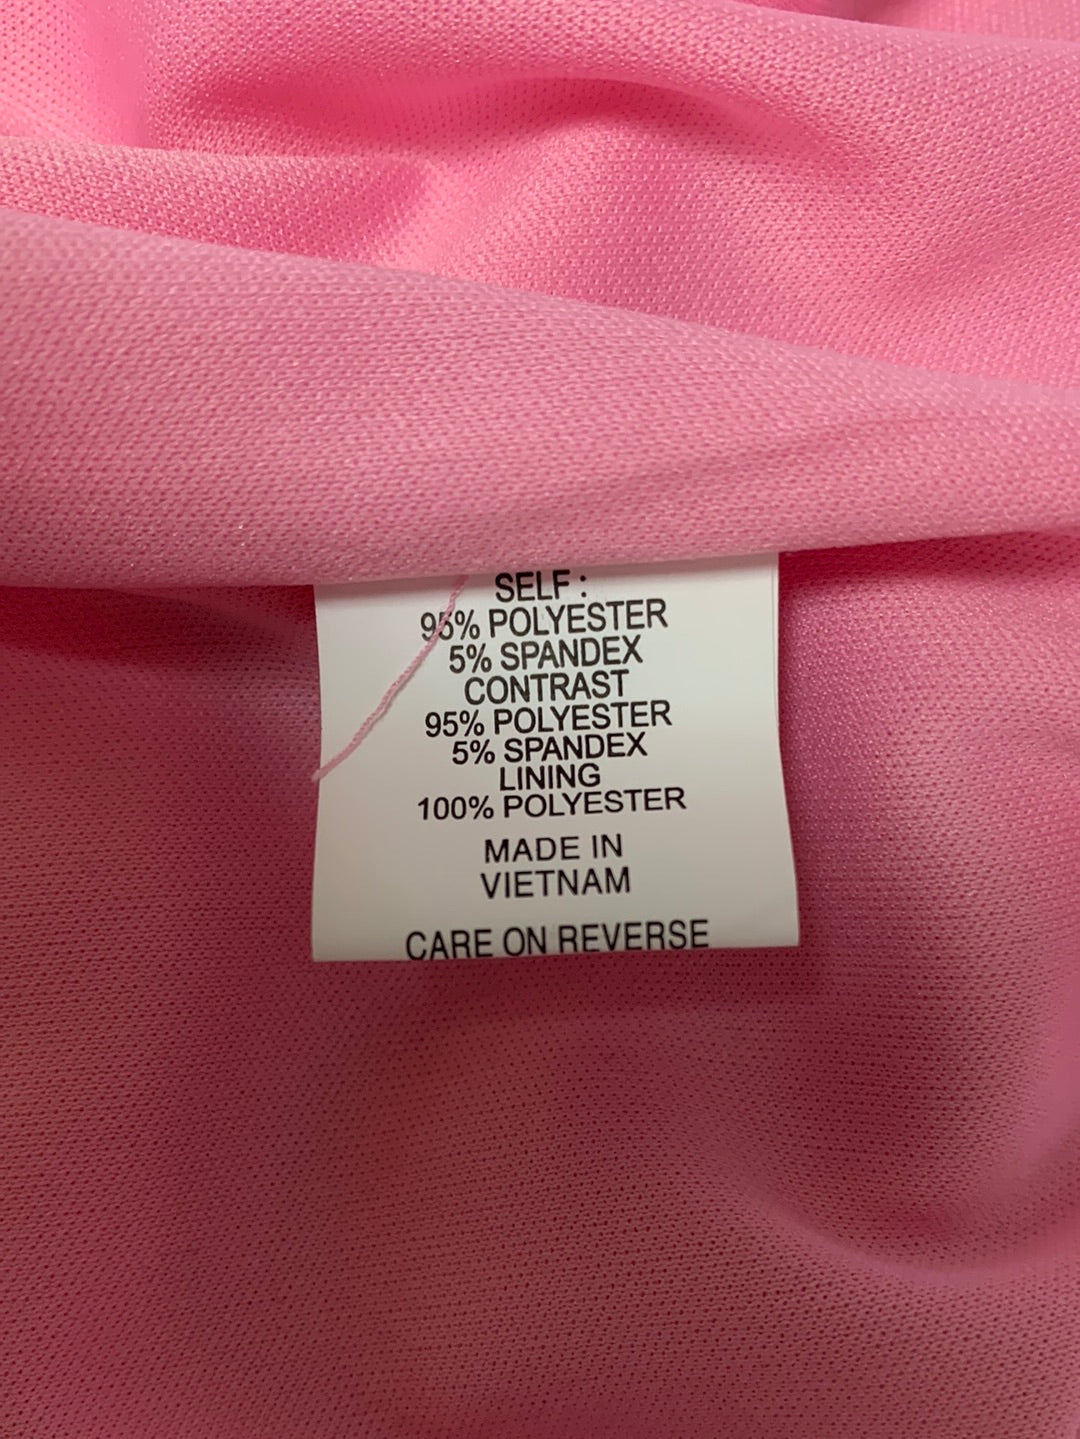 SELF :
95% POLYESTER
5% SPANDEX
CONTRAST
95% POLYESTER
5% SPANDEX
LINING
100% POLYESTER
MADE IN
VIETNAM
CARE ON REVERSE